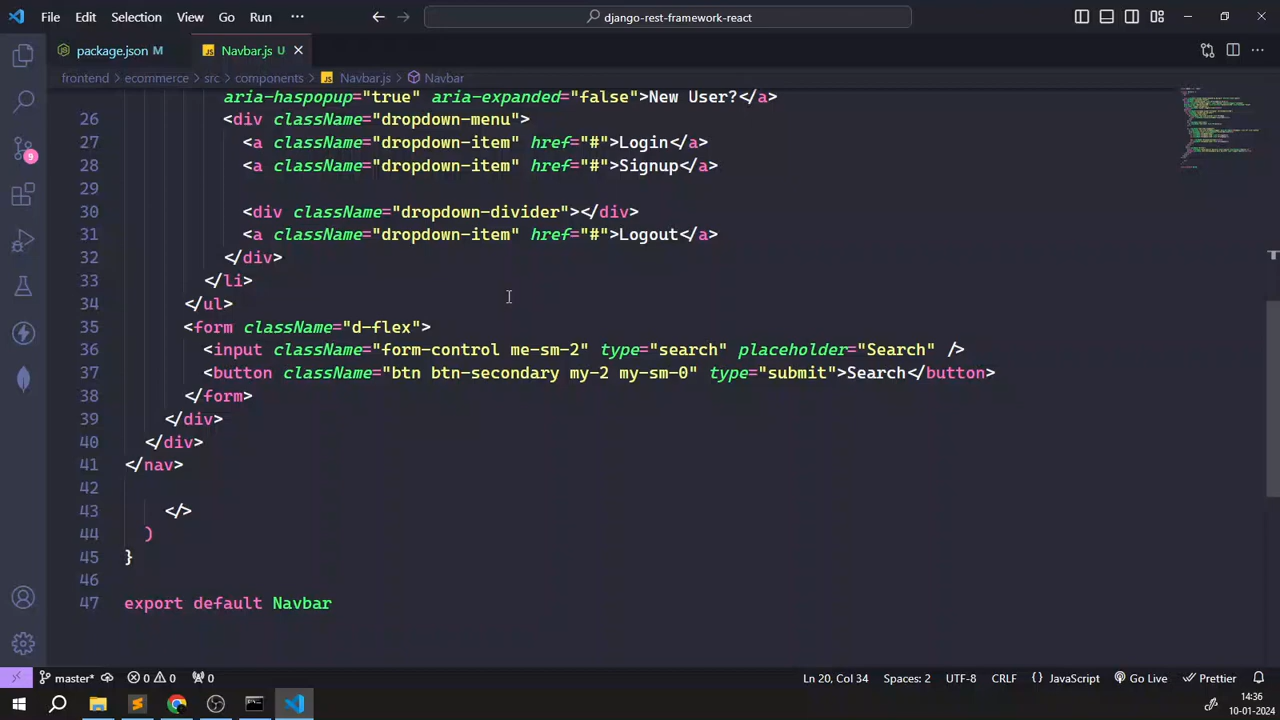 File Edit Selection View Go Run ··· django-rest-framework-react
package.json M Navbar.js U
frontend > ecommerce > src > components > Navbar.js > Navbar
aria-haspopup="true" aria-expanded="false">New User?</a>
26 <div className="dropdown-menu">
27 <a className="dropdown-item" href="#">Login</a>
28 <a className="dropdown-item" href="#">Signup</a>
29
30 <div className="dropdown-divider"></div>
31 <a className="dropdown-item" href="#">Logout</a>
32 </div>
33 </li>
34 </ul>
35 <form className="d-flex">
36 <input className="form-control me-sm-2" type="search" placeholder="Search" />
37 <button className="btn btn-secondary my-2 my-sm-0" type="submit">Search</button>
38 </form>
39 </div>
40 </div>
41 </nav>
42
43 </>
44 )
45 }
46
47 export default Navbar
9
master* 0 0 0 Ln 20, Col 34 Spaces: 2 UTF-8 CRLF {} JavaScript Go Live Prettier
14:36
10-01-2024